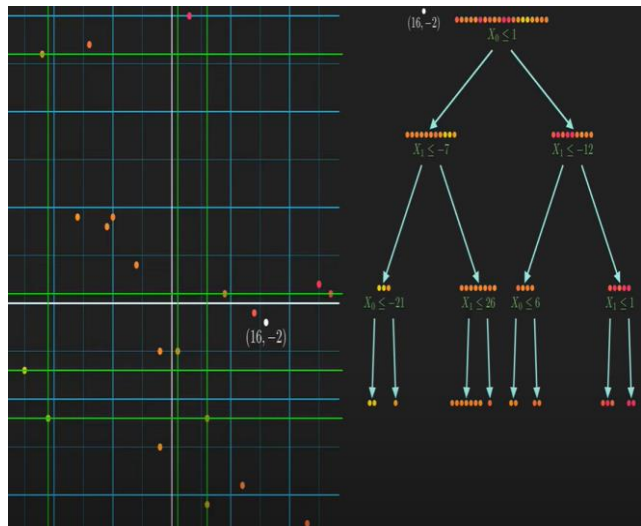 (16, −2)
X₀ ≤ 1
X₁ ≤ −7
X₁ ≤ −12
X₀ ≤ −21
X₁ ≤ 26
X₀ ≤ 6
X₁ ≤ 1
(16, −2)